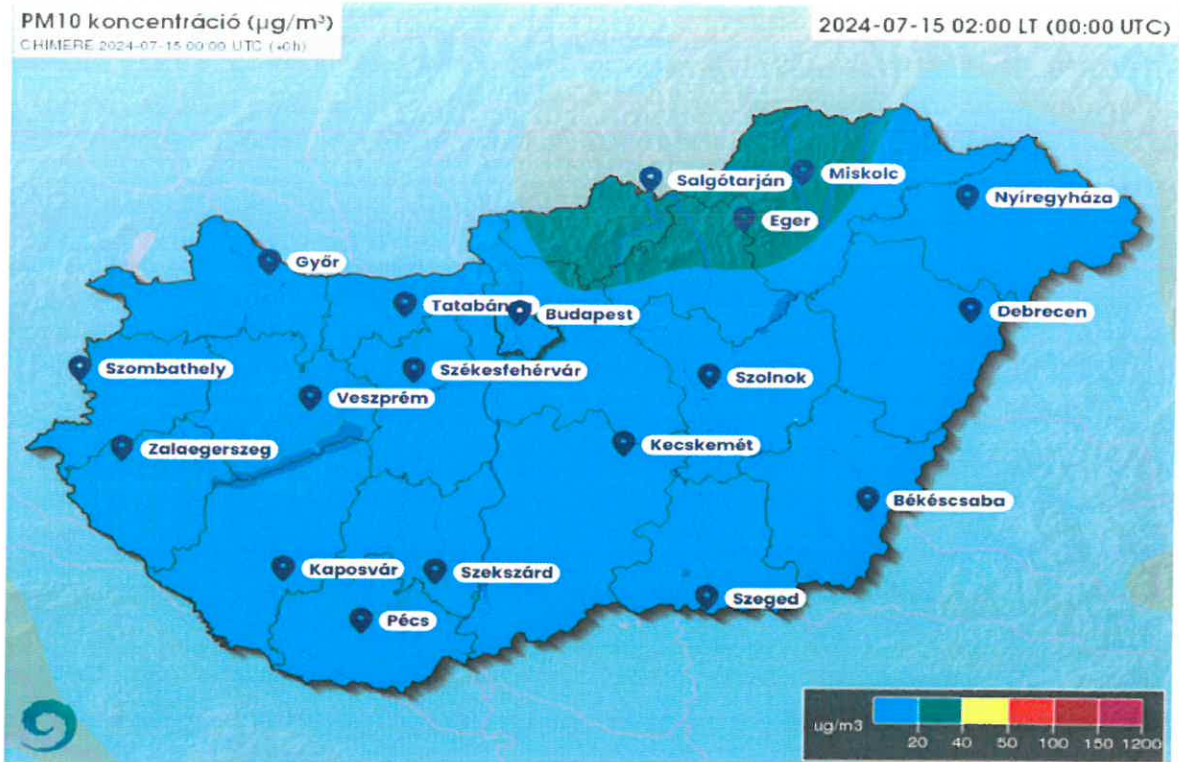 PM10 koncentráció (µg/m³)
CHIMERE 2024-07-15 00:00 UTC (+0h)
2024-07-15 02:00 LT (00:00 UTC)
Salgótarján
Miskolc
Nyíregyháza
Eger
Győr
Tatabán
Budapest
Debrecen
Szombathely
Székesfehérvár
Szolnok
Veszprém
Zalaegerszeg
Kecskemét
Békéscsaba
Kaposvár
Szekszárd
Szeged
Pécs
ug/m3
20 40 50 100 150 1200